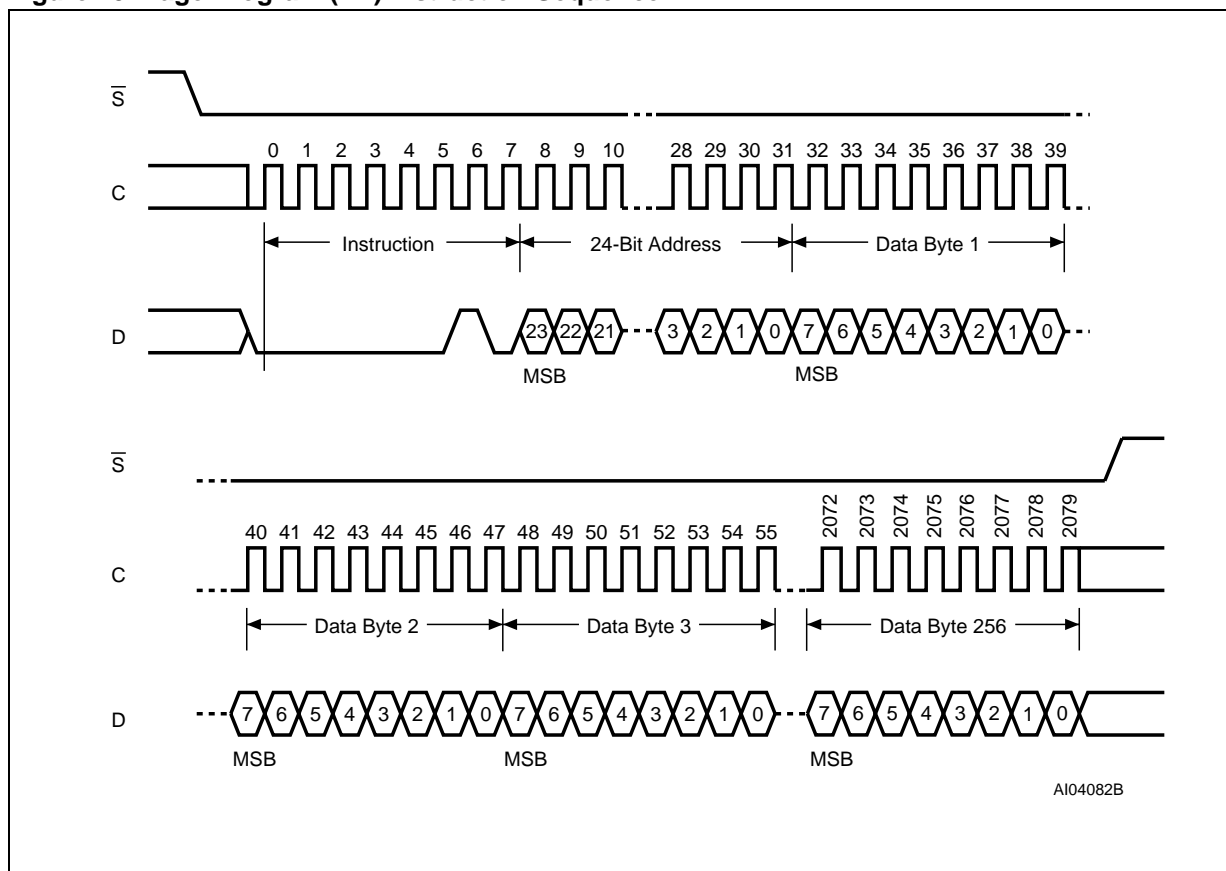 S
0 1 2 3 4 5 6 7 8 9 10 28 29 30 31 32 33 34 35 36 37 38 39
C
Instruction 24-Bit Address Data Byte 1
D 23 22 21 3 2 1 0 7 6 5 4 3 2 1 0
MSB MSB
S
2072 2073 2074 2075 2076 2077 2078 2079
40 41 42 43 44 45 46 47 48 49 50 51 52 53 54 55
C
Data Byte 2 Data Byte 3 Data Byte 256
D 7 6 5 4 3 2 1 0 7 6 5 4 3 2 1 0 7 6 5 4 3 2 1 0
MSB MSB MSB
AI04082B